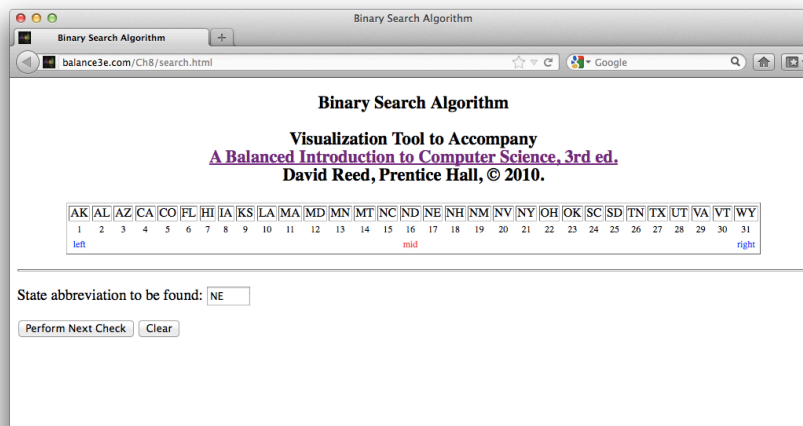 Binary Search Algorithm
Binary Search Algorithm
balance3e.com/Ch8/search.html
Google
Binary Search Algorithm
Visualization Tool to Accompany
A Balanced Introduction to Computer Science, 3rd ed.
David Reed, Prentice Hall, © 2010.
AK AL AZ CA CO FL HI IA KS LA MA MD MN MT NC ND NE NH NM NV NY OH OK SC SD TN TX UT VA VT WY
1 2 3 4 5 6 7 8 9 10 11 12 13 14 15 16 17 18 19 20 21 22 23 24 25 26 27 28 29 30 31
left mid right
State abbreviation to be found: NE
Perform Next Check Clear